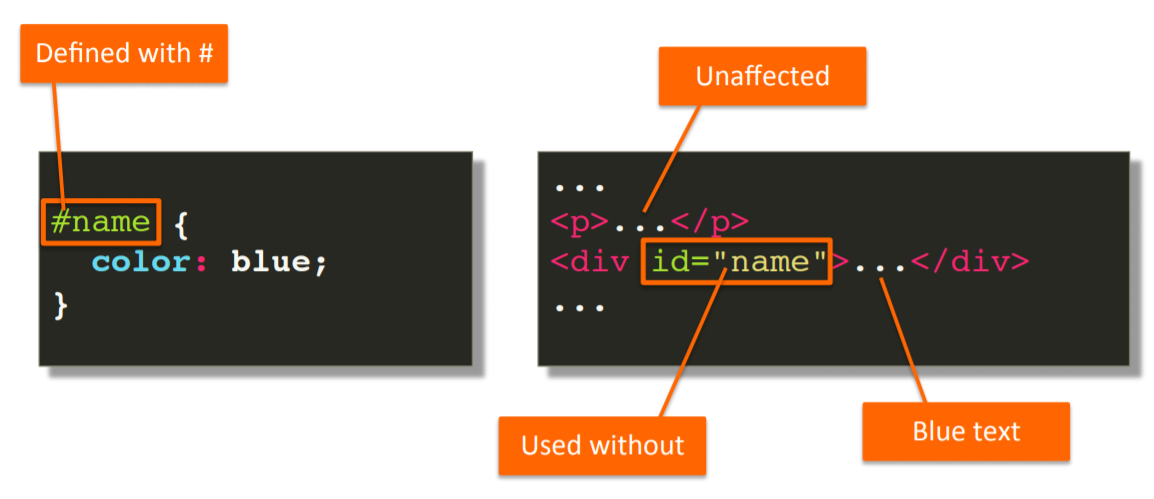 Defined with #
Unaffected
#name {
color: blue;
}
...
<p>...</p>
<div id="name">...</div>
...
Used without
Blue text